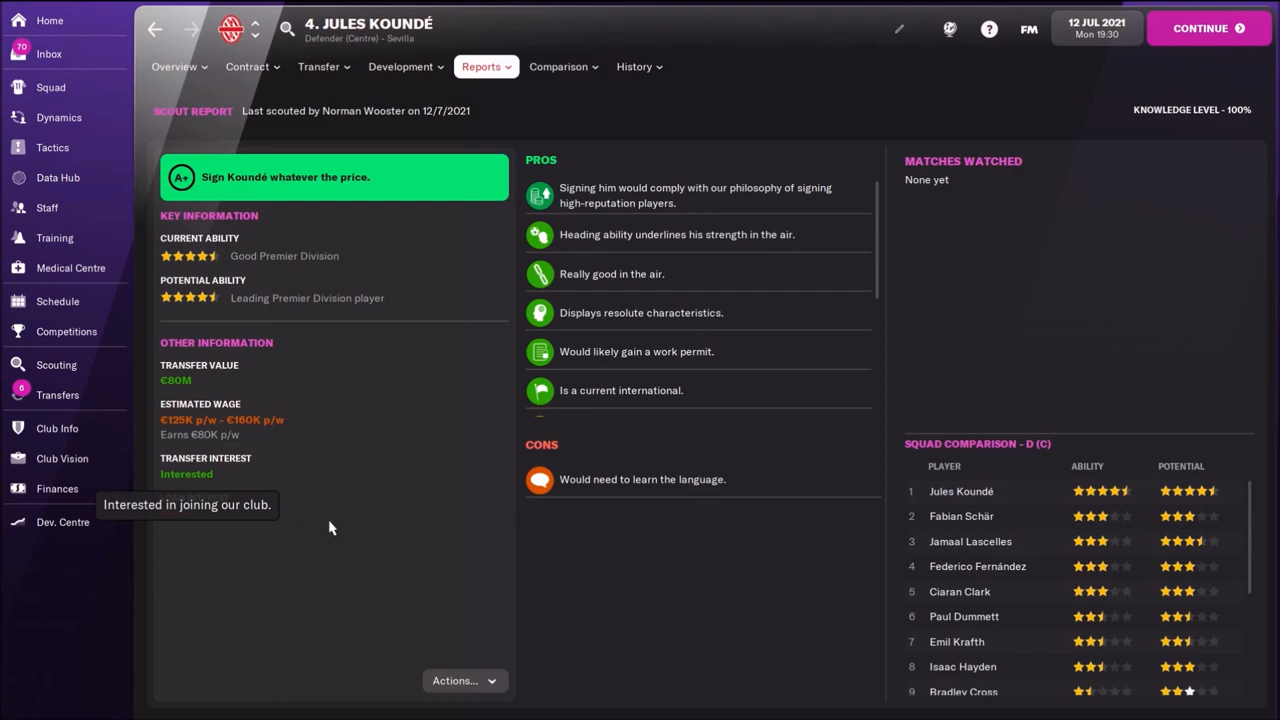 Home
Inbox
70
Squad
Dynamics
Tactics
Data Hub
Staff
Training
Medical Centre
Schedule
Competitions
Scouting
6
Transfers
Club Info
Club Vision
Finances
Dev. Centre
4. JULES KOUNDÉ
Defender (Centre) - Sevilla
?
FM
12 JUL 2021
Mon 19:30
CONTINUE
Overview
Contract
Transfer
Development
Reports
Comparison
History
SCOUT REPORT Last scouted by Norman Wooster on 12/7/2021
KNOWLEDGE LEVEL - 100%
A+ Sign Koundé whatever the price.
KEY INFORMATION
CURRENT ABILITY
Good Premier Division
POTENTIAL ABILITY
Leading Premier Division player
OTHER INFORMATION
TRANSFER VALUE
€80M
ESTIMATED WAGE
€125K p/w - €160K p/w
Earns €80K p/w
TRANSFER INTEREST
Interested
Interested in joining our club.
Actions...
PROS
Signing him would comply with our philosophy of signing
high-reputation players.
Heading ability underlines his strength in the air.
Really good in the air.
Displays resolute characteristics.
Would likely gain a work permit.
Is a current international.
CONS
Would need to learn the language.
MATCHES WATCHED
None yet
SQUAD COMPARISON - D (C)
PLAYER ABILITY POTENTIAL
1 Jules Koundé
2 Fabian Schär
3 Jamaal Lascelles
4 Federico Fernández
5 Ciaran Clark
6 Paul Dummett
7 Emil Krafth
8 Isaac Hayden
9 Bradley Cross